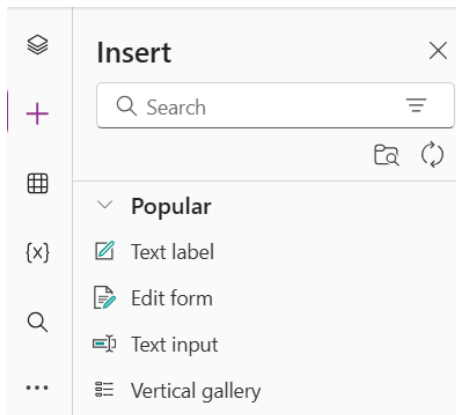 Insert
Search
Popular
Text label
Edit form
{x}
Text input
Vertical gallery